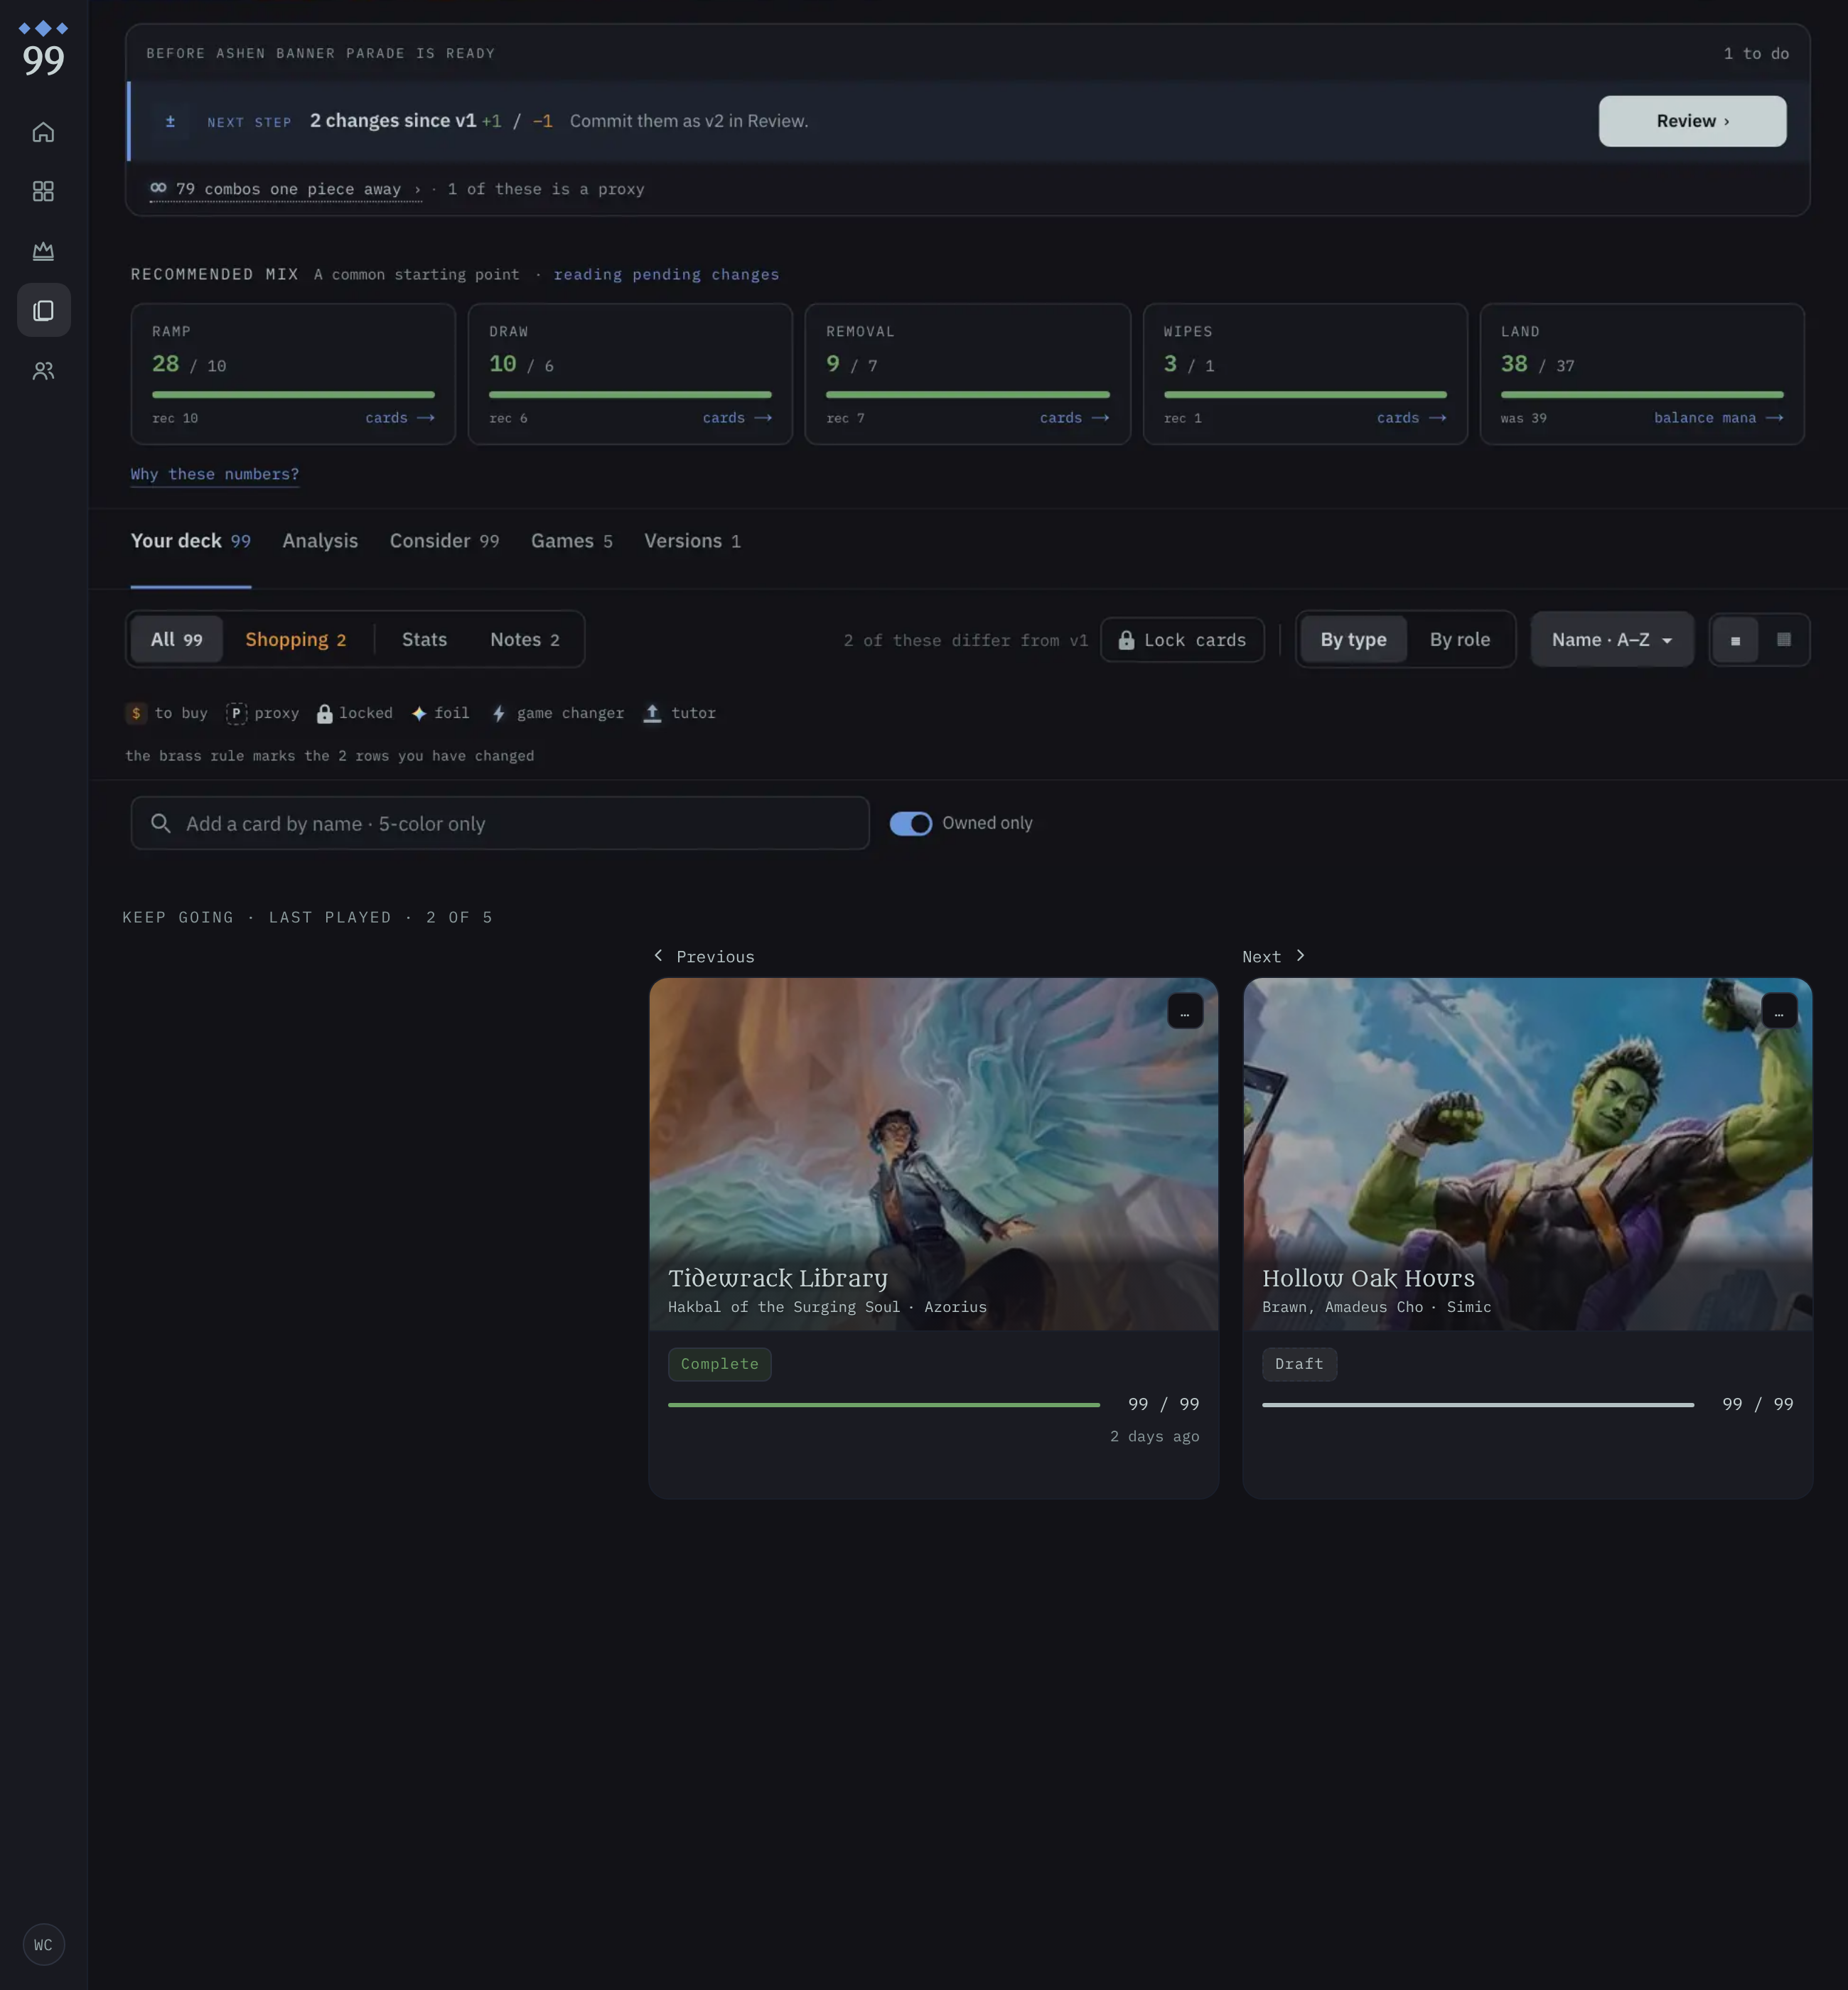 99
BEFORE ASHEN BANNER PARADE IS READY
1 to do
± NEXT STEP 2 changes since v1 +1 / −1 Commit them as v2 in Review.
Review ›
∞ 79 combos one piece away › · 1 of these is a proxy
RECOMMENDED MIX A common starting point · reading pending changes
RAMP
28 / 10
rec 10 cards →
DRAW
10 / 6
rec 6 cards →
REMOVAL
9 / 7
rec 7 cards →
WIPES
3 / 1
rec 1 cards →
LAND
38 / 37
was 39 balance mana →
Why these numbers?
Your deck 99 Analysis Consider 99 Games 5 Versions 1
All 99 Shopping 2 Stats Notes 2
2 of these differ from v1 Lock cards By type By role Name · A–Z
$ to buy P proxy locked foil game changer tutor
the brass rule marks the 2 rows you have changed
Add a card by name · 5-color only
Owned only
KEEP GOING · LAST PLAYED · 2 OF 5
Previous
…
Tidewrack Library
Hakbal of the Surging Soul · Azorius
Complete
99 / 99
2 days ago
Next
…
Hollow Oak Hours
Brawn, Amadeus Cho · Simic
Draft
99 / 99
WC